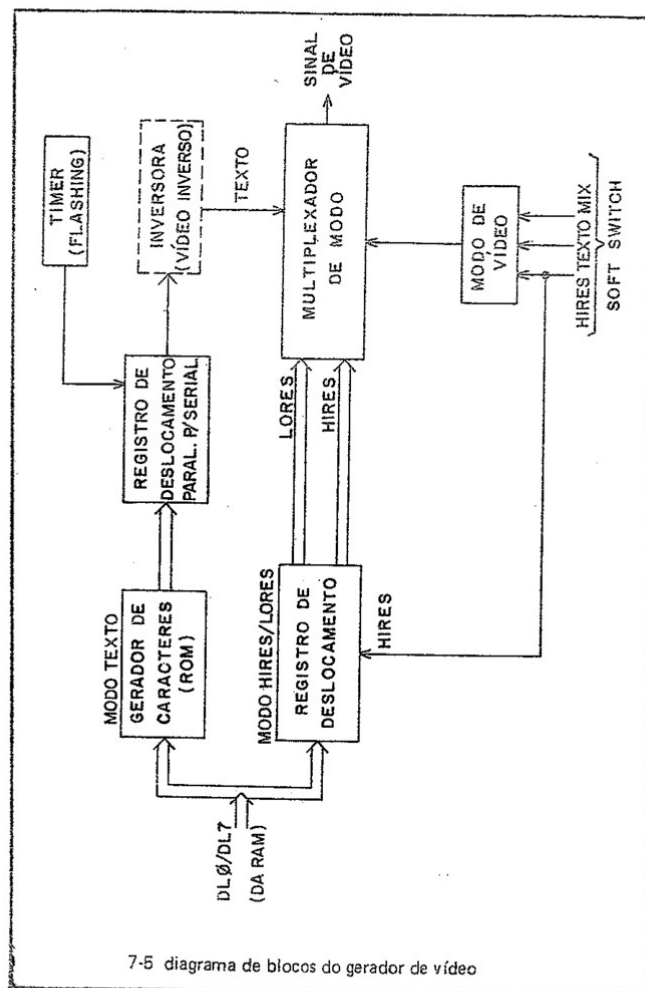 TIMER
(FLASHING)
MODO TEXTO
GERADOR DE
CARACTERES
(ROM)
REGISTRO DE
DESLOCAMENTO
PARAL. P/SERIAL
INVERSORA
(VÍDEO INVERSO)
TEXTO
SINAL
DE
VÍDEO
DLØ/DL7
(DA RAM)
MODO HIRES/LORES
REGISTRO DE
DESLOCAMENTO
LORES
HIRES
MULTIPLEXADOR
DE MODO
HIRES
MODO DE
VÍDEO
HIRES TEXTO MIX
SOFT SWITCH
7-5 diagrama de blocos do gerador de vídeo